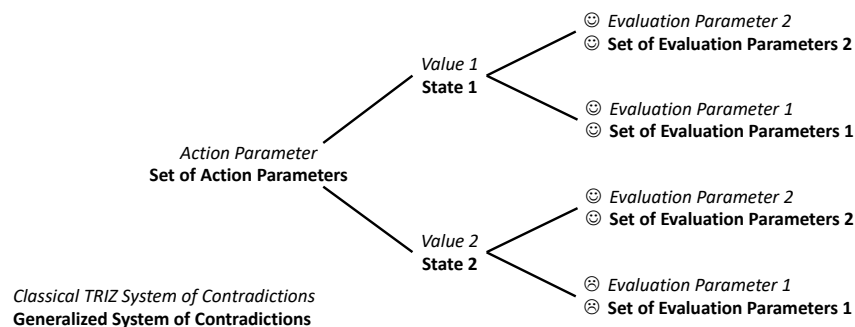 ☺ Evaluation Parameter 2
☺ Set of Evaluation Parameters 2
Value 1
State 1
☺ Evaluation Parameter 1
☺ Set of Evaluation Parameters 1
Action Parameter
Set of Action Parameters
☺ Evaluation Parameter 2
☺ Set of Evaluation Parameters 2
Value 2
State 2
☹ Evaluation Parameter 1
☹ Set of Evaluation Parameters 1
Classical TRIZ System of Contradictions
Generalized System of Contradictions